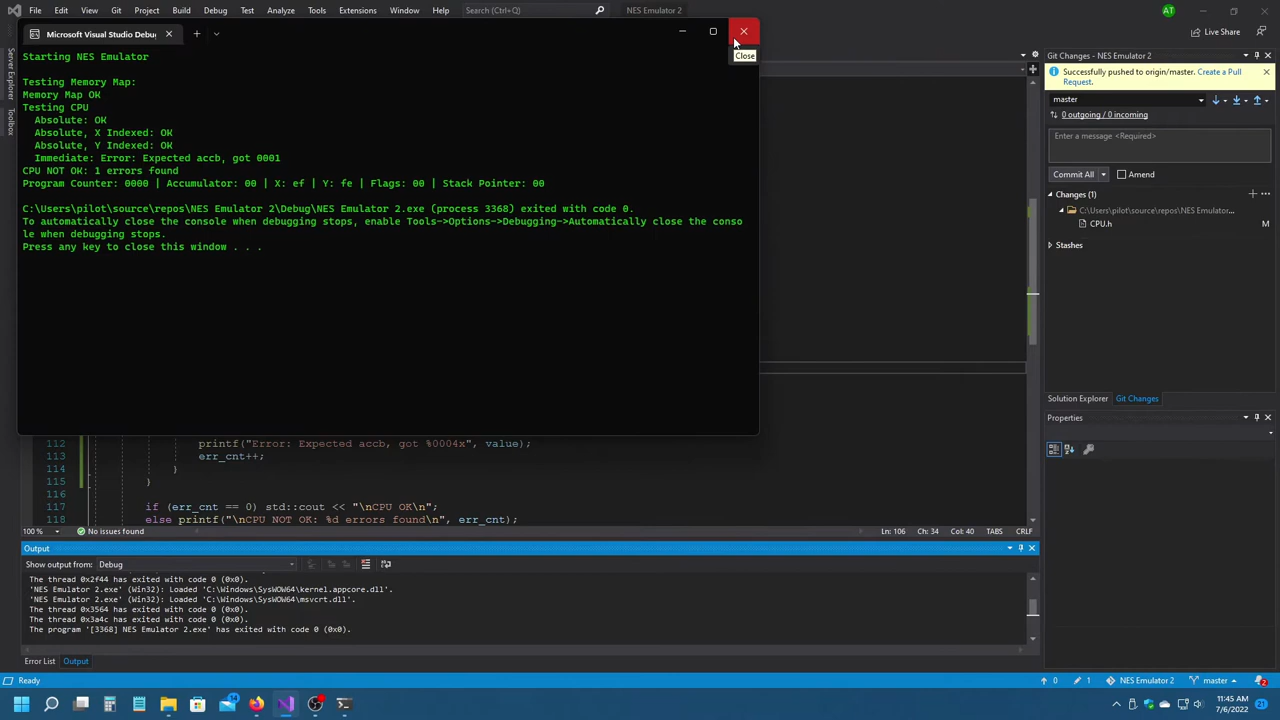 File Edit View Git Project Build Debug Test Analyze Tools Extensions Window Help Search (Ctrl+Q) NES Emulator 2 AT
Live Share
Microsoft Visual Studio Debug
Close
Starting NES Emulator
Testing Memory Map:
Memory Map OK
Testing CPU
Absolute: OK
Absolute, X Indexed: OK
Absolute, Y Indexed: OK
Immediate: Error: Expected accb, got 0001
CPU NOT OK: 1 errors found
Program Counter: 0000 | Accumulator: 00 | X: ef | Y: fe | Flags: 00 | Stack Pointer: 00
C:\Users\pilot\source\repos\NES Emulator 2\Debug\NES Emulator 2.exe (process 3368) exited with code 0.
To automatically close the console when debugging stops, enable Tools->Options->Debugging->Automatically close the conso
le when debugging stops.
Press any key to close this window . . .
Server Explorer
Toolbox
112 printf("Error: Expected accb, got %0004x", value);
113 err_cnt++;
114 }
115 }
116
117 if (err_cnt == 0) std::cout << "\nCPU OK\n";
118 else printf("\nCPU NOT OK: %d errors found\n", err_cnt);
100 % No issues found Ln: 106 Ch: 34 Col: 40 TABS CRLF
Output
Show output from: Debug
The thread 0x2f44 has exited with code 0 (0x0).
'NES Emulator 2.exe' (Win32): Loaded 'C:\Windows\SysWOW64\kernel.appcore.dll'.
'NES Emulator 2.exe' (Win32): Loaded 'C:\Windows\SysWOW64\msvcrt.dll'.
The thread 0x3564 has exited with code 0 (0x0).
The thread 0x3a4c has exited with code 0 (0x0).
The program '[3368] NES Emulator 2.exe' has exited with code 0 (0x0).
Error List Output
Git Changes - NES Emulator 2
Successfully pushed to origin/master. Create a Pull
Request.
master
0 outgoing / 0 incoming
Enter a message <Required>
Commit All Amend
Changes (1)
C:\Users\pilot\source\repos\NES Emulator...
CPU.h M
Stashes
Solution Explorer Git Changes
Properties
Ready 0 1 NES Emulator 2 master 2
14
11:45 AM
7/6/2022
21